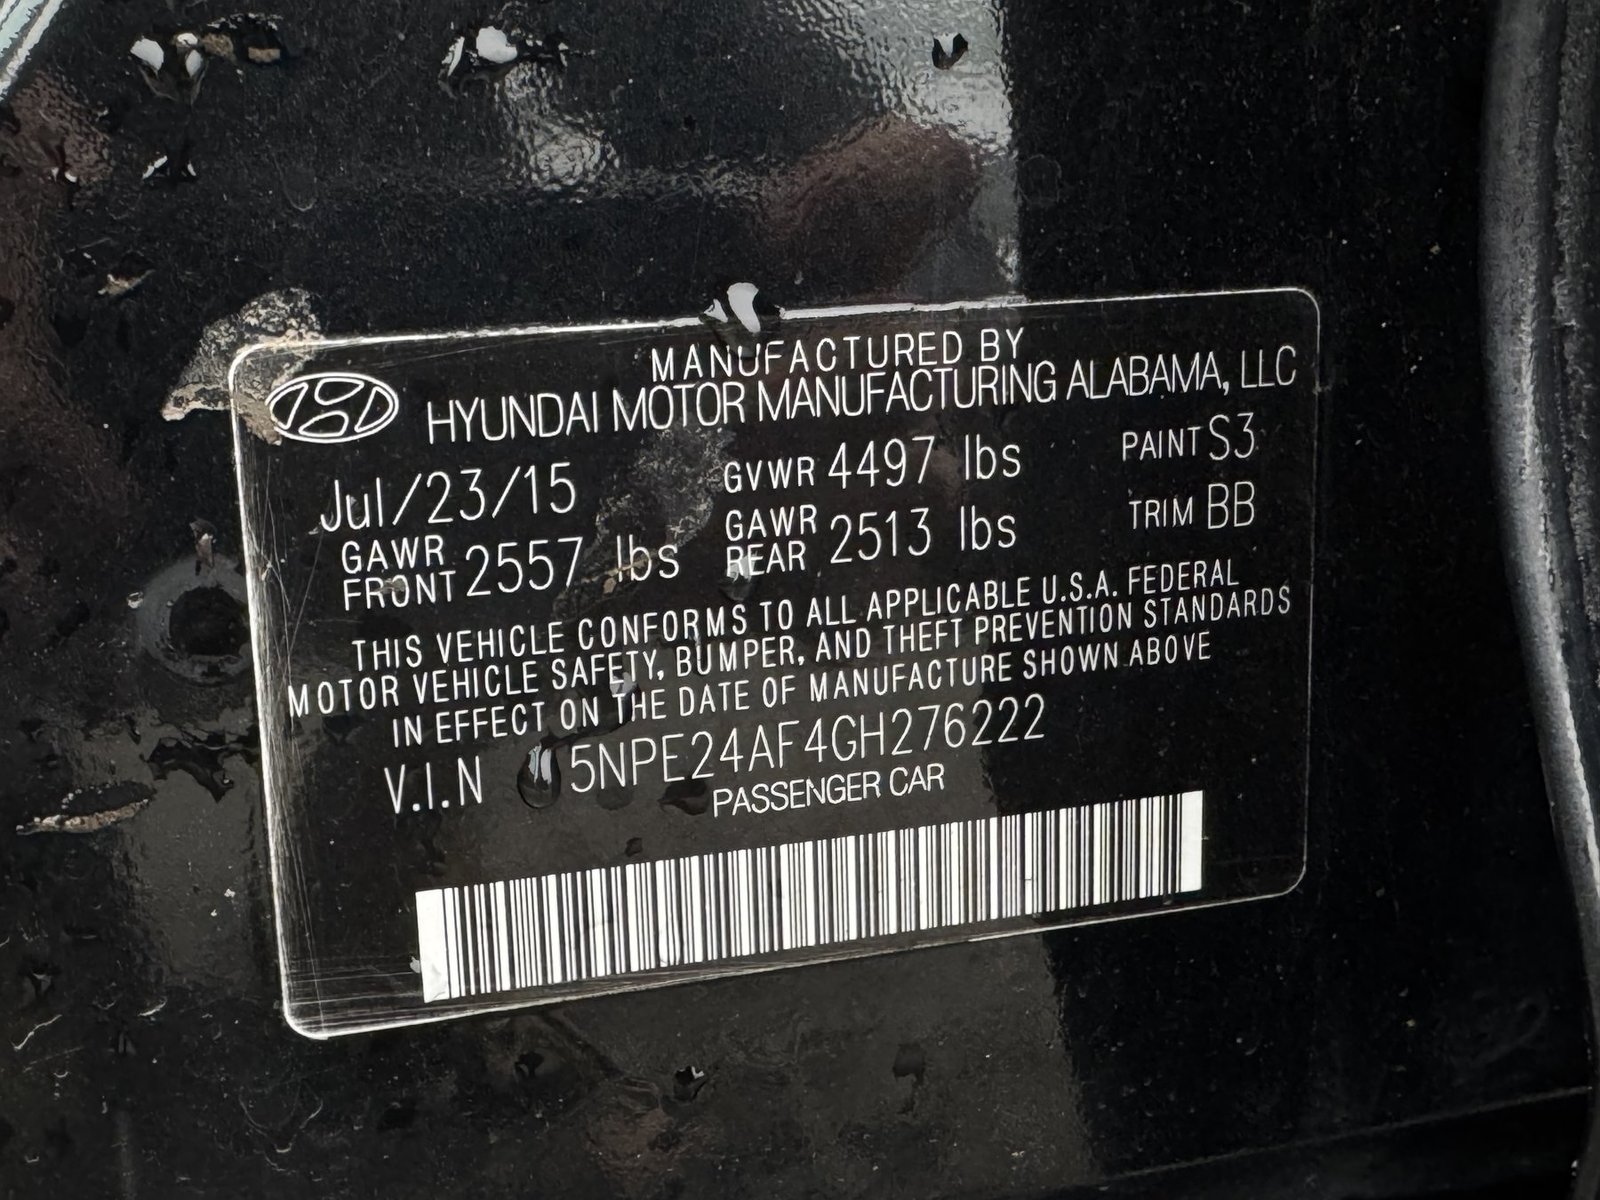 MANUFACTURED BY
HYUNDAI MOTOR MANUFACTURING ALABAMA, LLC
Jul/23/15 GVWR 4497 lbs PAINT S3
GAWR FRONT 2557 lbs GAWR REAR 2513 lbs TRIM BB
THIS VEHICLE CONFORMS TO ALL APPLICABLE U.S.A. FEDERAL
MOTOR VEHICLE SAFETY, BUMPER, AND THEFT PREVENTION STANDARDS
IN EFFECT ON THE DATE OF MANUFACTURE SHOWN ABOVE
V.I.N 5NPE24AF4GH276222
PASSENGER CAR